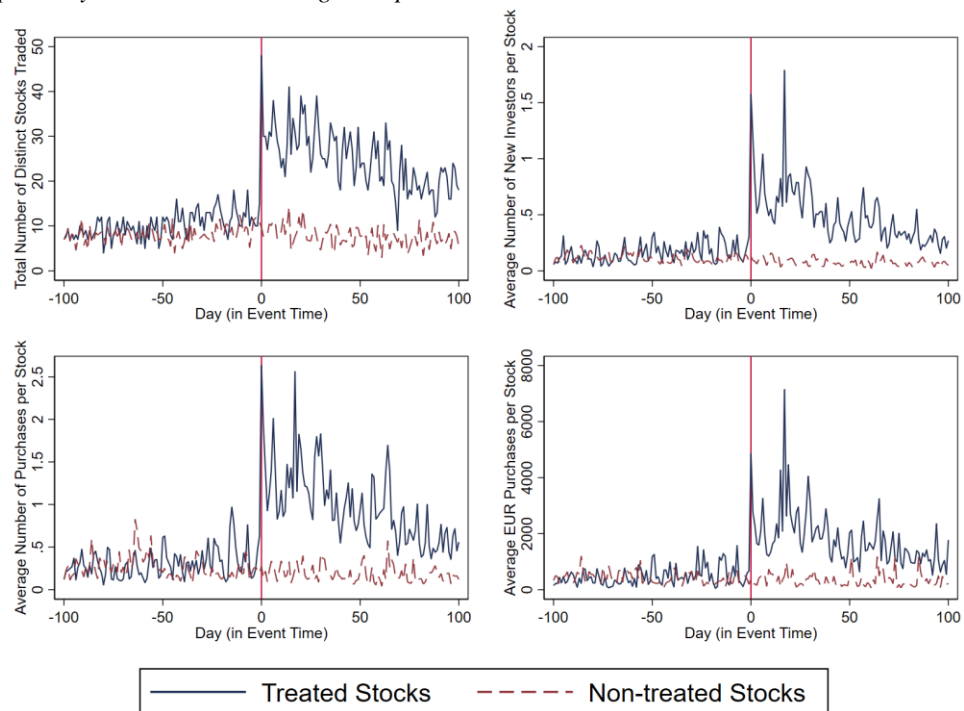 Total Number of Distinct Stocks Traded
50
40
30
20
10
0
-100 -50 0 50 100
Day (in Event Time)
Average Number of New Investors per Stock
2
1.5
1
.5
0
-100 -50 0 50 100
Day (in Event Time)
Average Number of Purchases per Stock
2.5
2
1.5
1
.5
0
-100 -50 0 50 100
Day (in Event Time)
Average EUR Purchases per Stock
8000
6000
4000
2000
0
-100 -50 0 50 100
Day (in Event Time)
Treated Stocks Non-treated Stocks